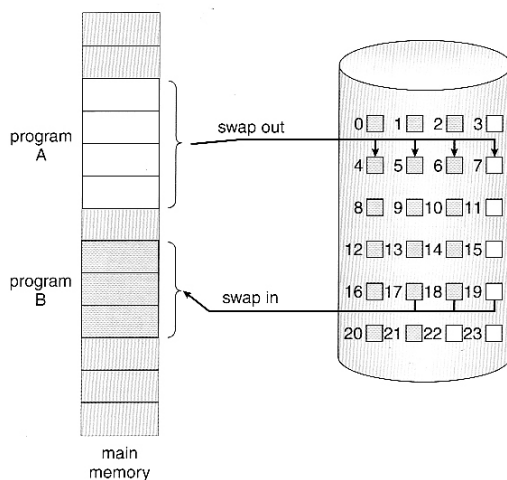 program
A
program
B
main
memory
swap out
swap in
0 1 2 3
4 5 6 7
8 9 10 11
12 13 14 15
16 17 18 19
20 21 22 23